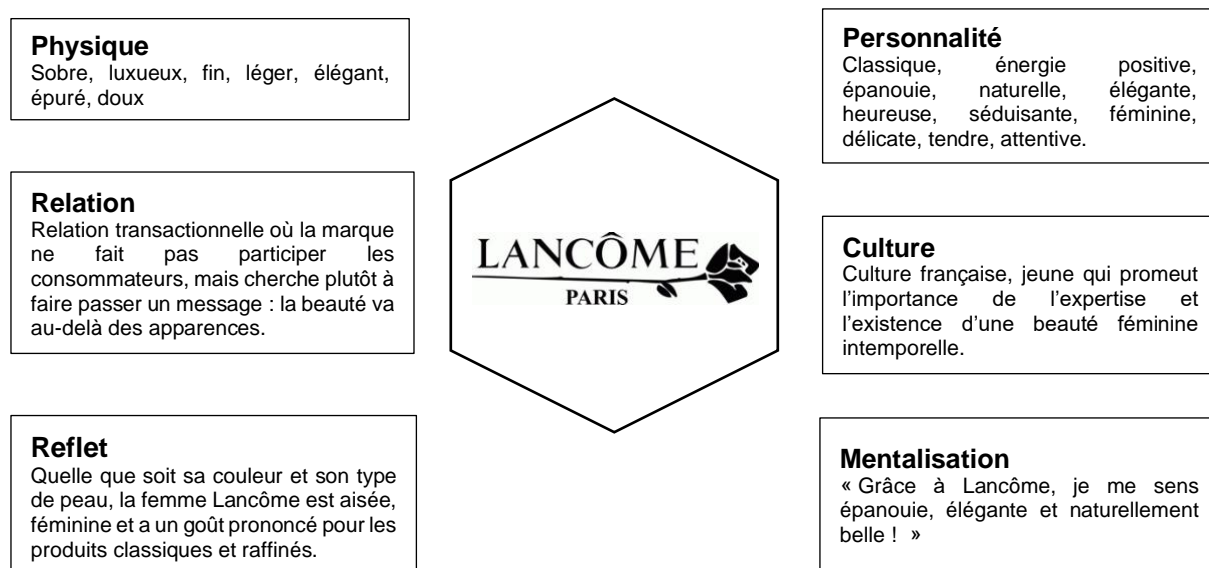 Physique
Sobre, luxueux, fin, léger, élégant,
épuré, doux
Relation
Relation transactionnelle où la marque
ne fait pas participer les
consommateurs, mais cherche plutôt à
faire passer un message : la beauté va
au-delà des apparences.
Reflet
Quelle que soit sa couleur et son type
de peau, la femme Lancôme est aisée,
féminine et a un goût prononcé pour les
produits classiques et raffinés.
LANCÔME
PARIS
Personnalité
Classique, énergie positive,
épanouie, naturelle, élégante,
heureuse, séduisante, féminine,
délicate, tendre, attentive.
Culture
Culture française, jeune qui promeut
l’importance de l’expertise et
l’existence d’une beauté féminine
intemporelle.
Mentalisation
« Grâce à Lancôme, je me sens
épanouie, élégante et naturellement
belle ! »